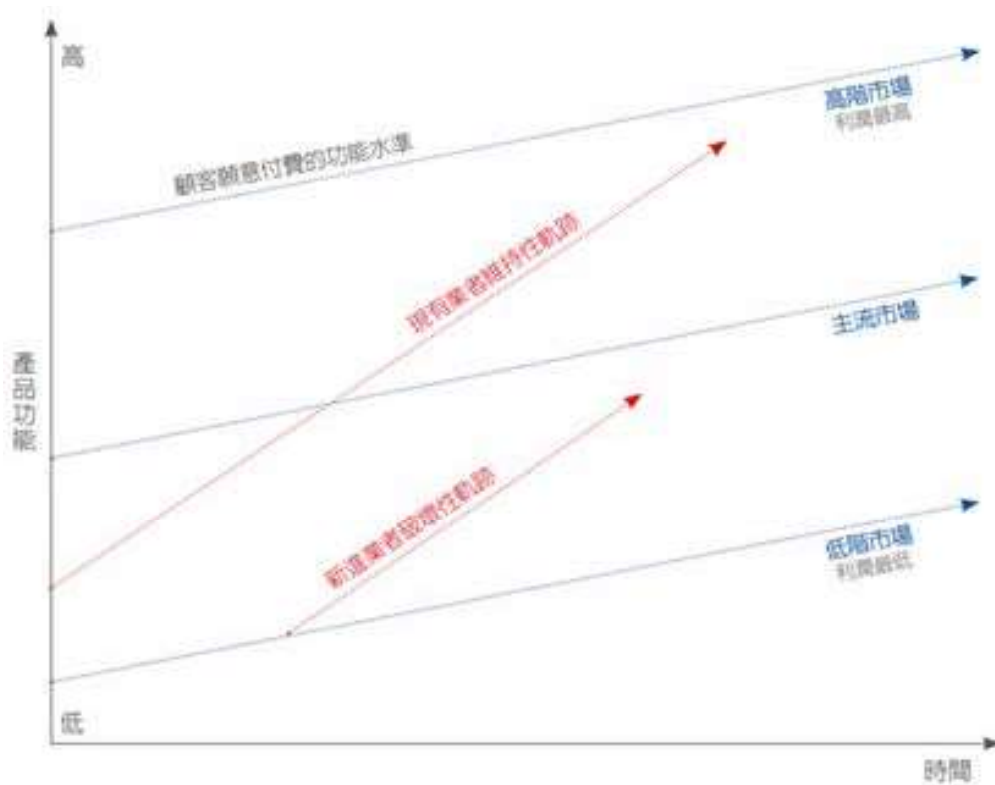 高
高階市場
利潤最高
顧客願意付費的功能水準
現有業者維持性軌跡
主流市場
產品功能
新進業者破壞性軌跡
低階市場
利潤最低
低
時間